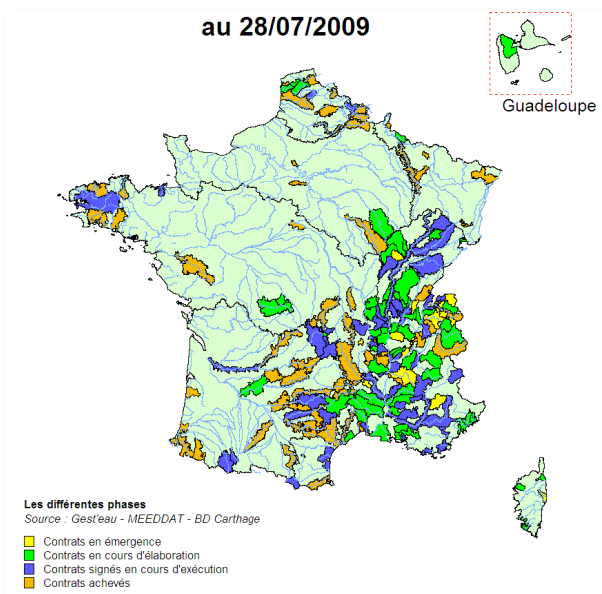 au 28/07/2009
Guadeloupe
Les différentes phases
Source : Gest'eau - MEEDDAT - BD Carthage
Contrats en émergence
Contrats en cours d'élaboration
Contrats signés en cours d'exécution
Contrats achevés